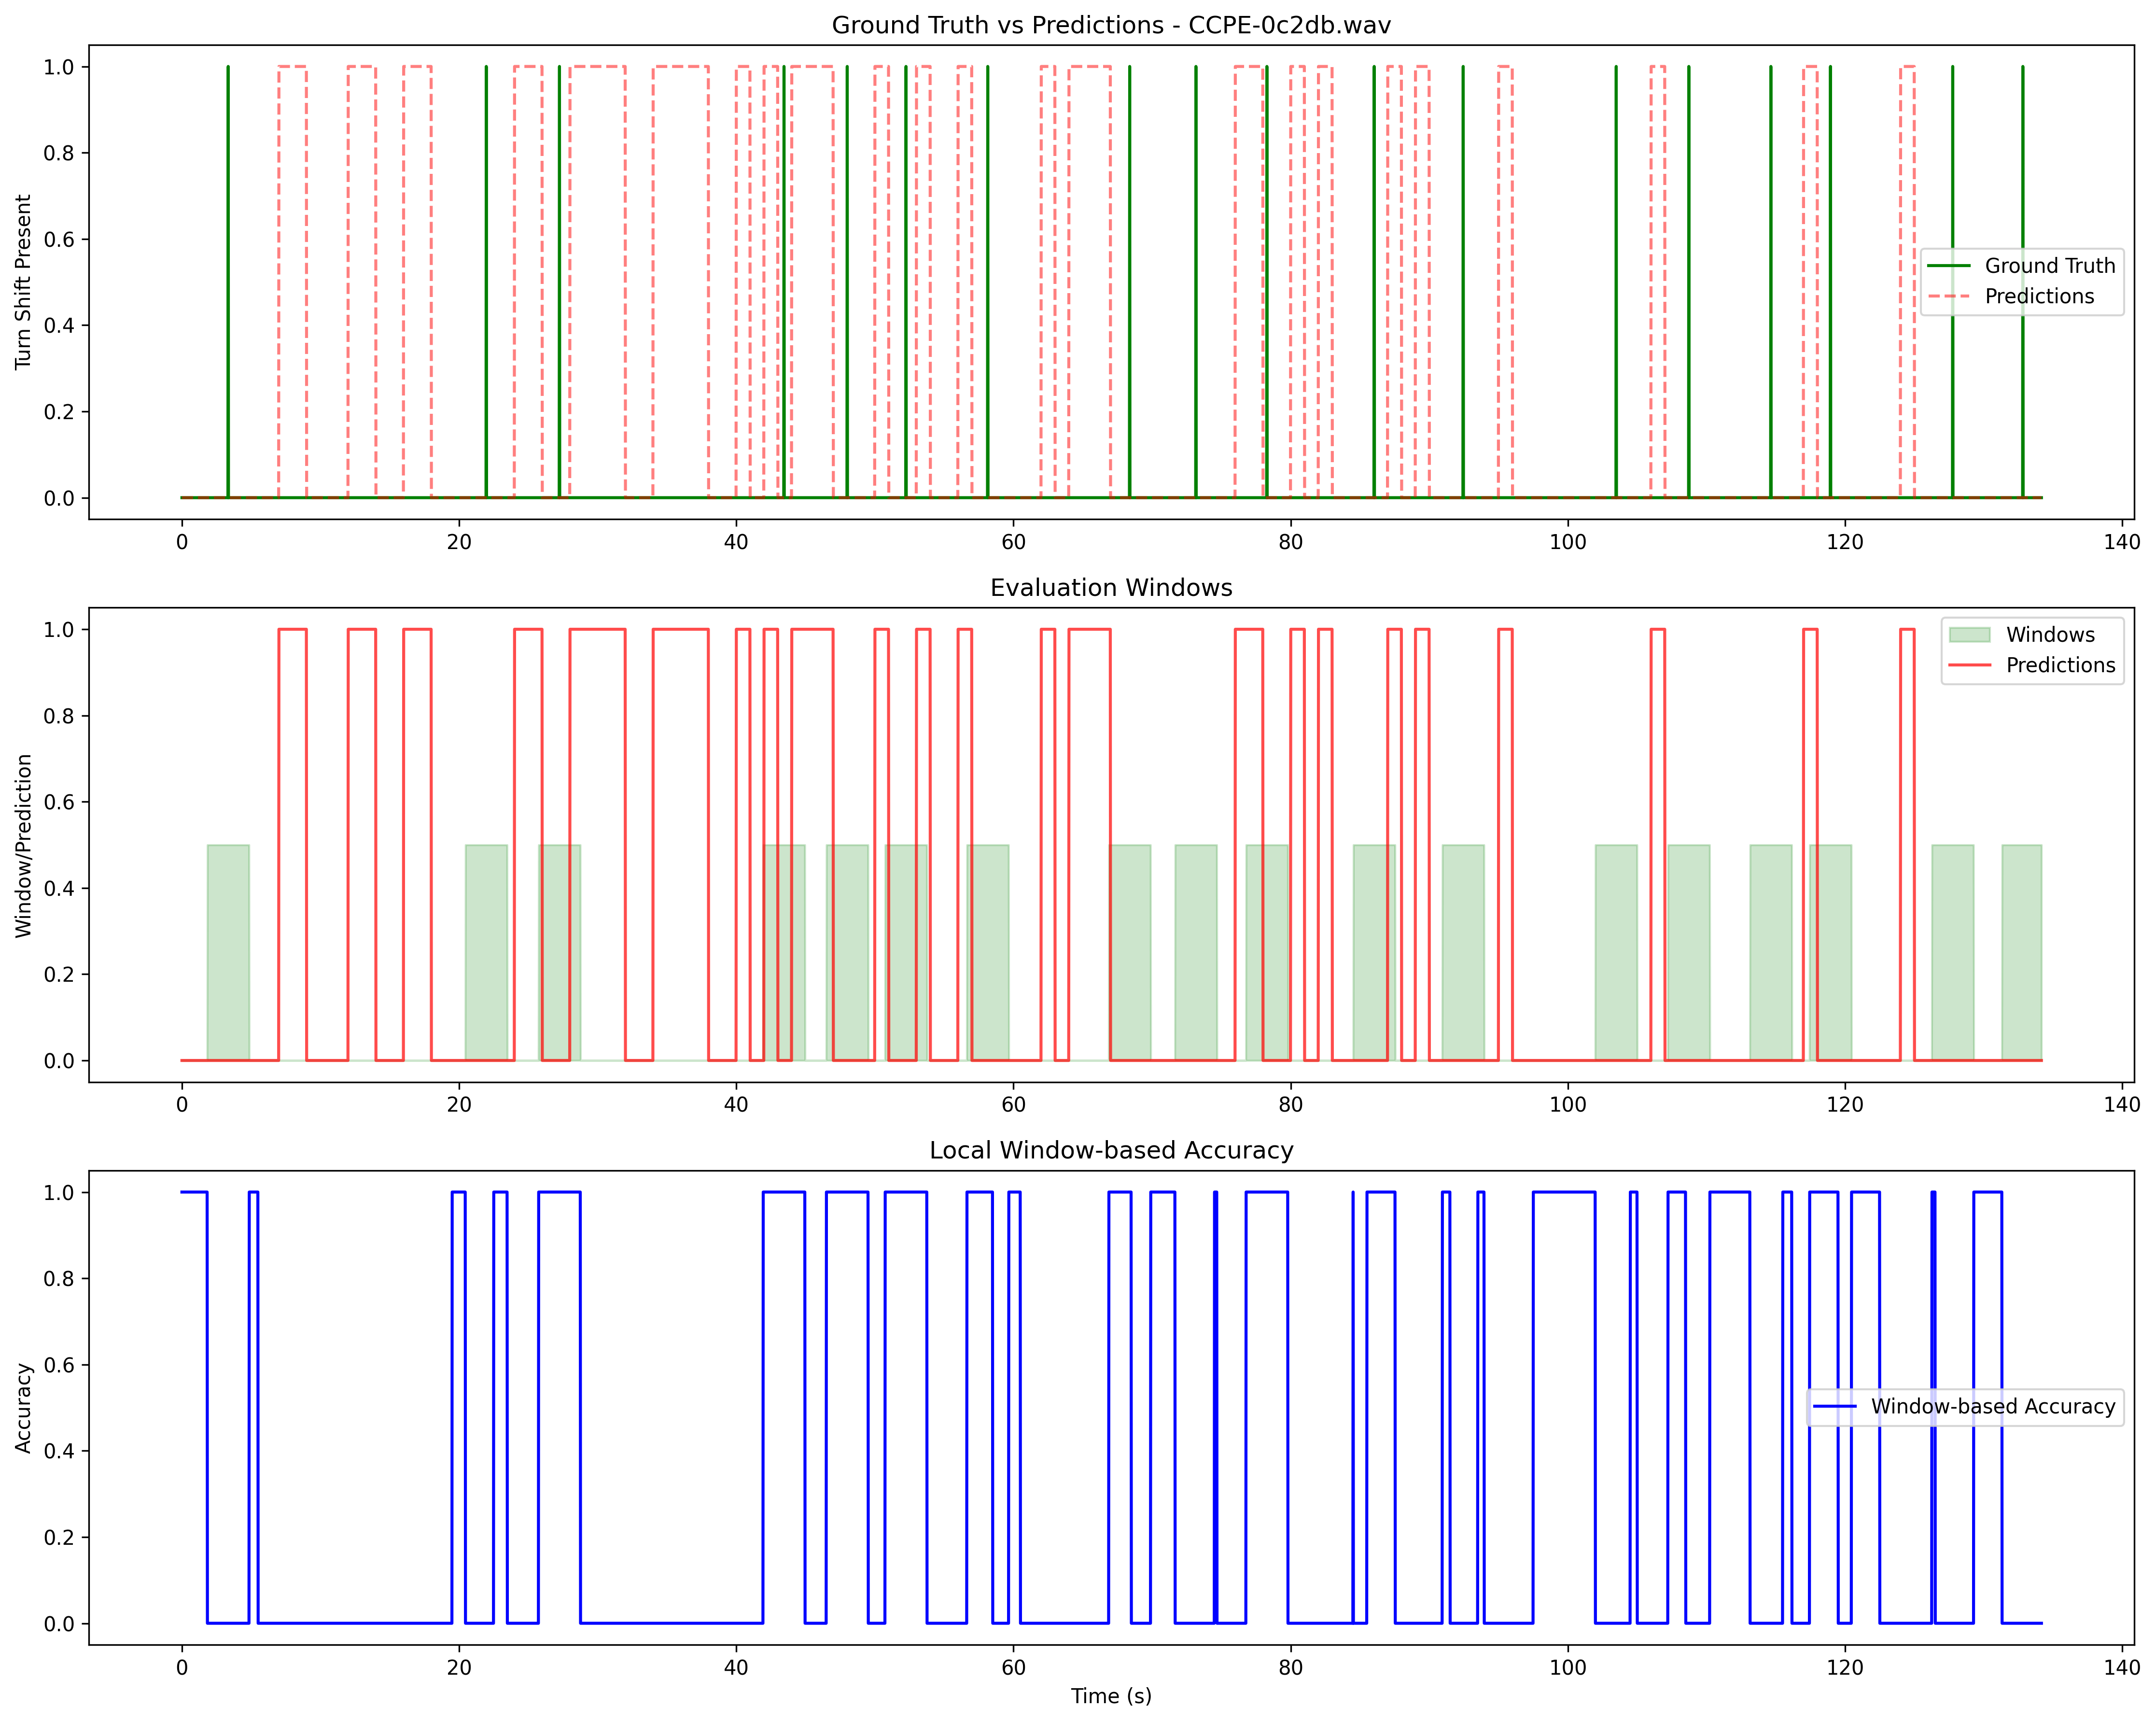 Ground Truth vs Predictions - CCPE-0c2db.wav
1.0
0.8
0.6
0.4
0.2
0.0
Turn Shift Present
Ground Truth
Predictions
0 20 40 60 80 100 120 140
Evaluation Windows
1.0
0.8
0.6
0.4
0.2
0.0
Window/Prediction
Windows
Predictions
0 20 40 60 80 100 120 140
Local Window-based Accuracy
1.0
0.8
0.6
0.4
0.2
0.0
Accuracy
Window-based Accuracy
0 20 40 60 80 100 120 140
Time (s)